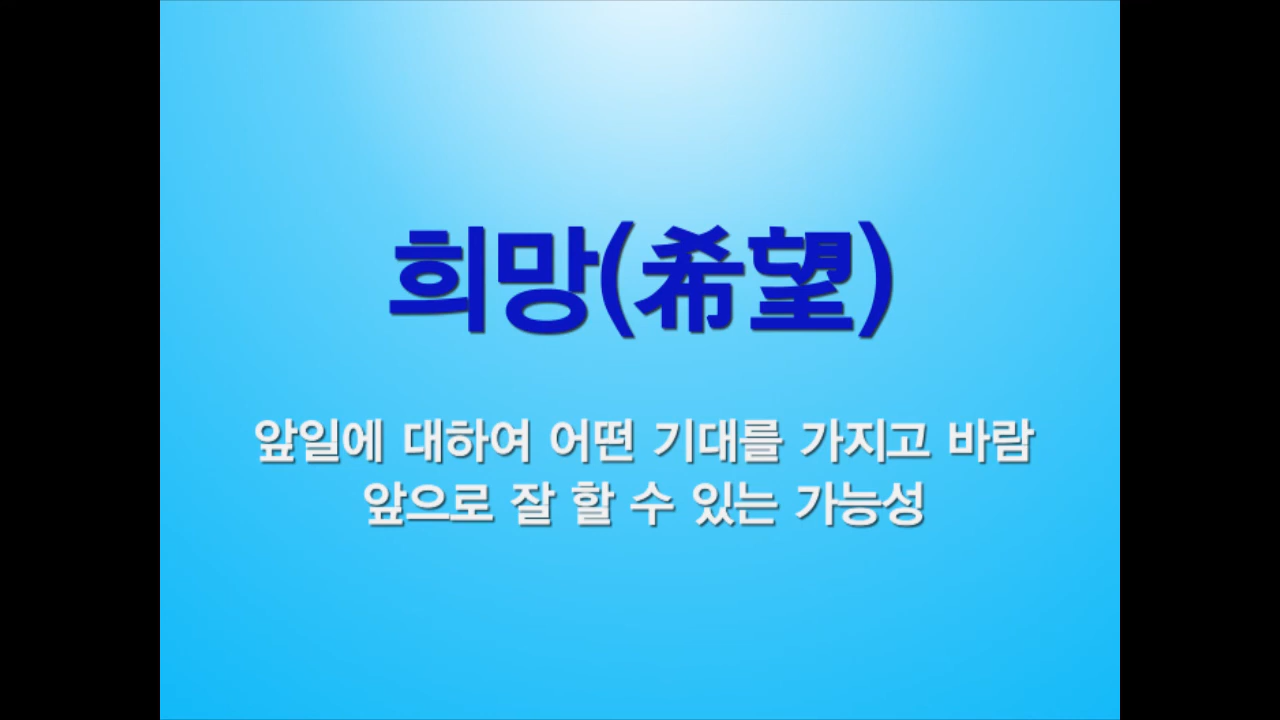 희망(希望)
앞일에 대하여 어떤 기대를 가지고 바람
앞으로 잘 할 수 있는 가능성